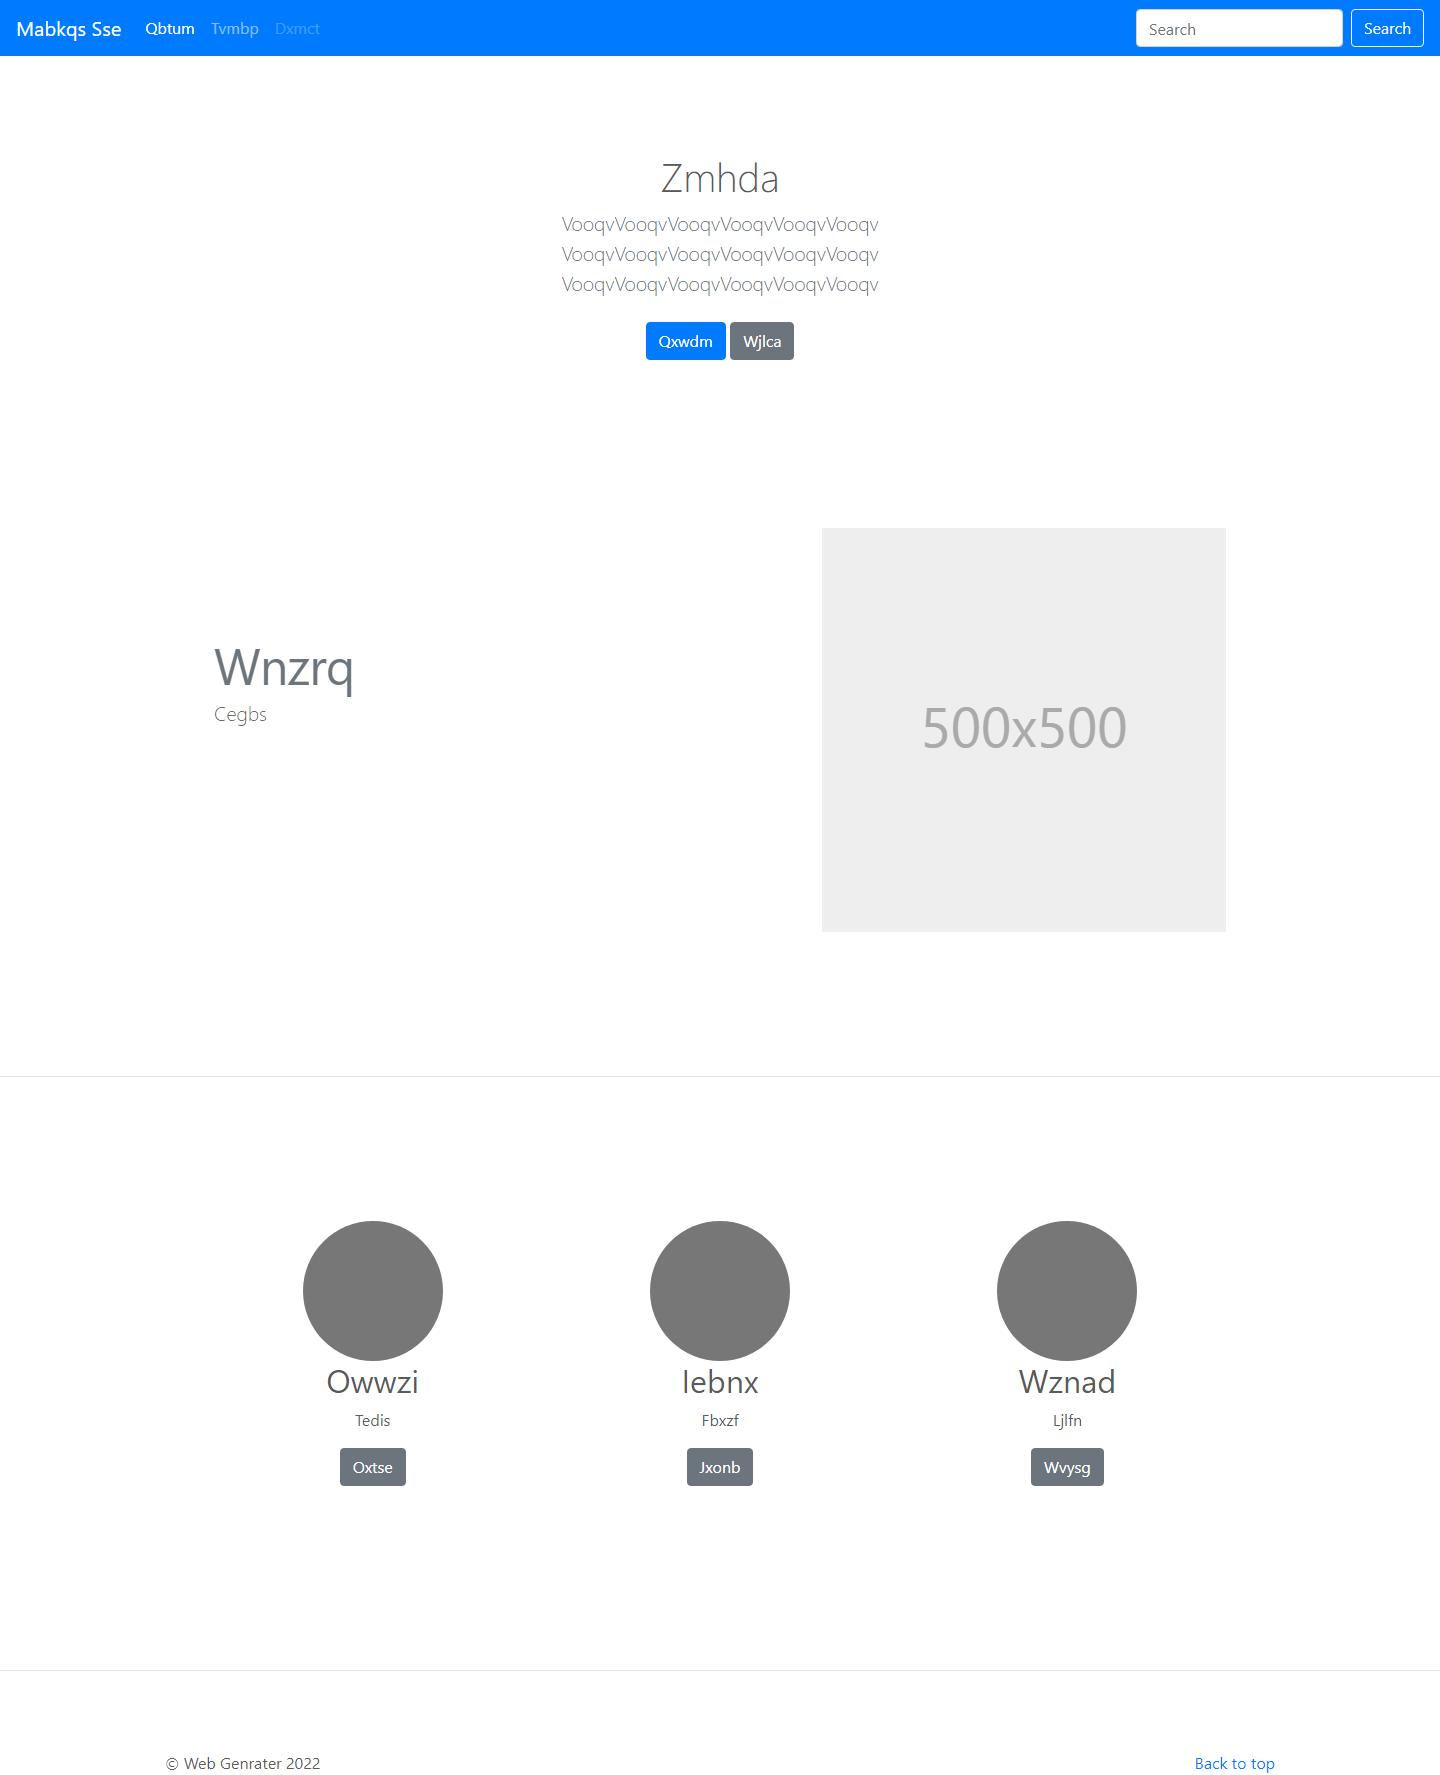 Mabkqs Sse Qbtum Tvmbp Dxmct Search Search
Zmhda
VooqvVooqvVooqvVooqvVooqvVooqv
VooqvVooqvVooqvVooqvVooqvVooqv
VooqvVooqvVooqvVooqvVooqvVooqv
Qxwdm Wjlca
Wnzrq
Cegbs
500x500
Owwzi
Tedis
Oxtse
Iebnx
Fbxzf
Jxonb
Wznad
Ljlfn
Wvysg
© Web Genrater 2022 Back to top